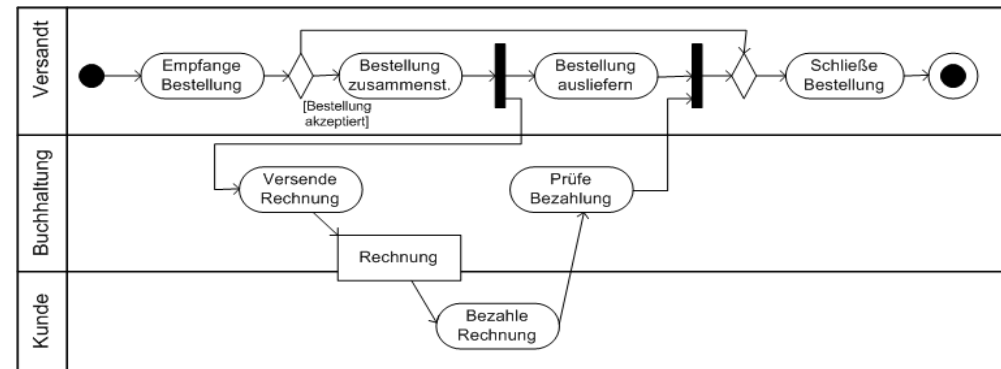 Versandt
Empfange
Bestellung
[Bestellung
akzeptiert]
Bestellung
zusammenst.
Bestellung
ausliefern
Schließe
Bestellung
Buchhaltung
Versende
Rechnung
Prüfe
Bezahlung
Rechnung
Kunde
Bezahle
Rechnung